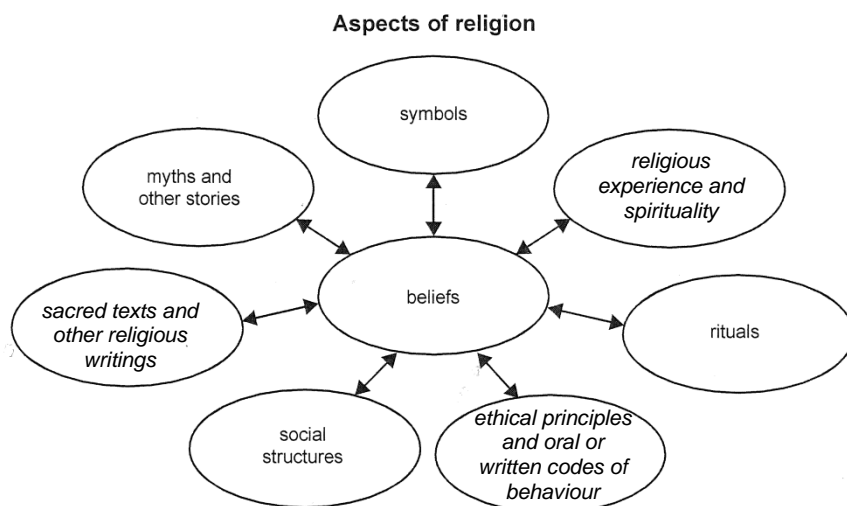 Aspects of religion
symbols
myths and
other stories
religious
experience and
spirituality
beliefs
sacred texts and
other religious
writings
rituals
social
structures
ethical principles
and oral or
written codes of
behaviour